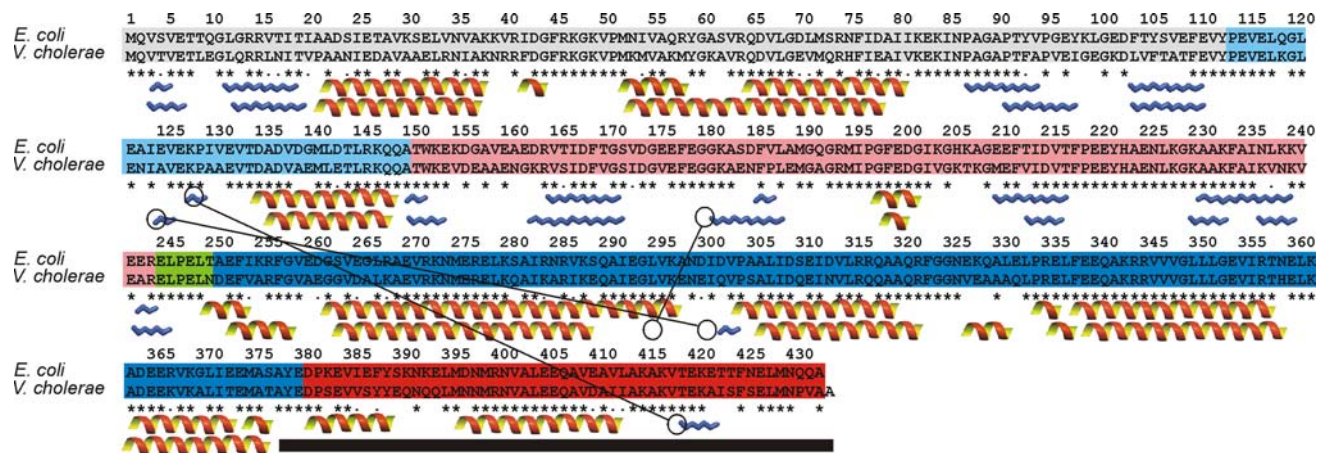 1 5 10 15 20 25 30 35 40 45 50 55 60 65 70 75 80 85 90 95 100 105 110 115 120
E. coli MQVSVETTQGLGRRVTITIAADSIETAVKSELVNVAKKVRIDGFRKGKVPMNIVAQRYGASVRQDVLGDLMSRNFIDAIIKEKINPAGAPTYVPGEYKLGEDFTYSVEFEVYPEVELQGL
V. cholerae MQVTVETLEGLQRRLNITVPAANIEDAVAAELRNIAKNRRFDGFRKGKVPMKMVAKMYGKAVRQDVLGEVMQRHFIEAIVKEKINPAGAPTFAPVEIGEGKDLVFTATFEVYPEVELKGL
125 130 135 140 145 150 155 160 165 170 175 180 185 190 195 200 205 210 215 220 225 230 235 240
E. coli EAIEVEKPIVEVTDADVDGMLDTLRKQQATWKEKDGAVEAEDRVTIDFTGSVDGEEFEGGKASDFVLAMGQGRMIPGFEDGIKGHKAGEEFTIDVTFPEEYHAENLKGKAAKFAINLKKV
V. cholerae ENIAVEKPAAEVTDADVAEMLETLRKQQATWKEVDEAAENGKRVSIDFVGSIDGVEFEGGKAENFPLEMGAGRMIPGFEDGIVGKTKGMEFVIDVTFPEDYHAENLKGKAAKFAIKVNKV
245 250 255 260 265 270 275 280 285 290 295 300 305 310 315 320 325 330 335 340 345 350 355 360
E. coli EERELPELTAEFIKRFGVEDGSVEGLRAEVRKNMERELKSAIRNRVKSQAIEGLVKANDIDVPAALIDSEIDVLRRQAAQRFGGNEKQALELPRELFEEQAKRRVVVGLLLGEVIRTNELK
V. cholerae EARELPELNDEFVARFGVAEGGVDALKAEVRKNMERELKQAIKARIKEQAIEGLVKENEIQVPSALIDQEINVLRQQAAQRFGGNVEAAAQLPRELFEEQAKRRVVVGLLLGEVIRTHELK
365 370 375 380 385 390 395 400 405 410 415 420 425 430
E. coli ADEERVKGLIEEMASAYEDPKEVIEFYSKNKELMDNMRNVALEEQAVEAVLAKAKVTEKETTFNELMNQQA
V. cholerae ADEEKVKALITEMATAYEDPSEVVSYYEQNQQLMNNMRNVALEEQAVDAIIAKAKVTEKAISFSELMNPVAA